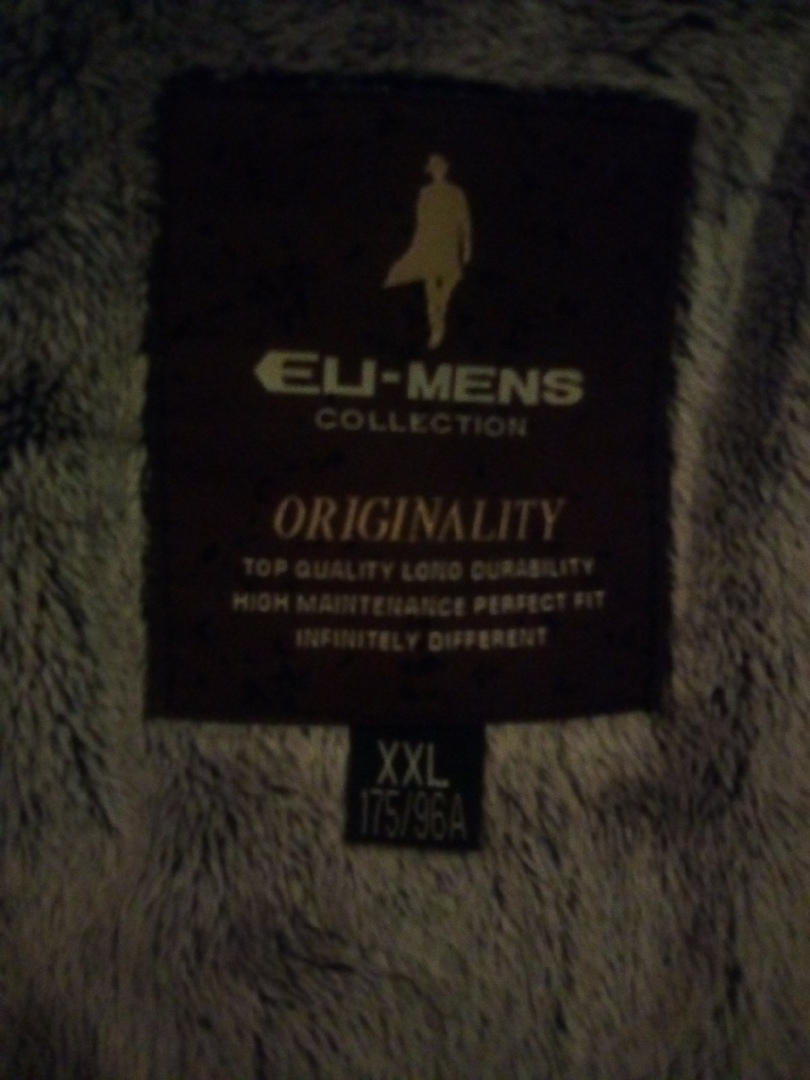 ELI-MENS
COLLECTION
ORIGINALITY
TOP QUALITY LONG DURABILITY
HIGH MAINTENANCE PERFECT FIT
INFINITELY DIFFERENT
XXL
175/96A